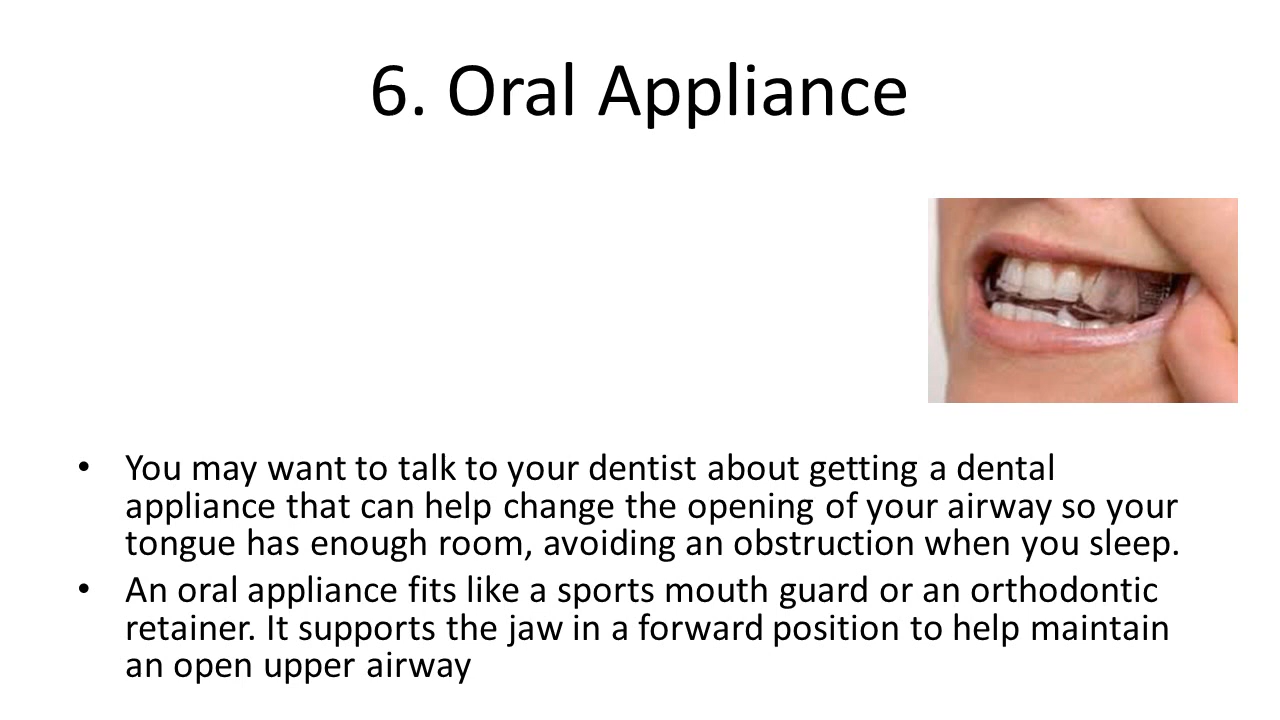 6. Oral Appliance
• You may want to talk to your dentist about getting a dental
appliance that can help change the opening of your airway so your
tongue has enough room, avoiding an obstruction when you sleep.
• An oral appliance fits like a sports mouth guard or an orthodontic
retainer. It supports the jaw in a forward position to help maintain
an open upper airway